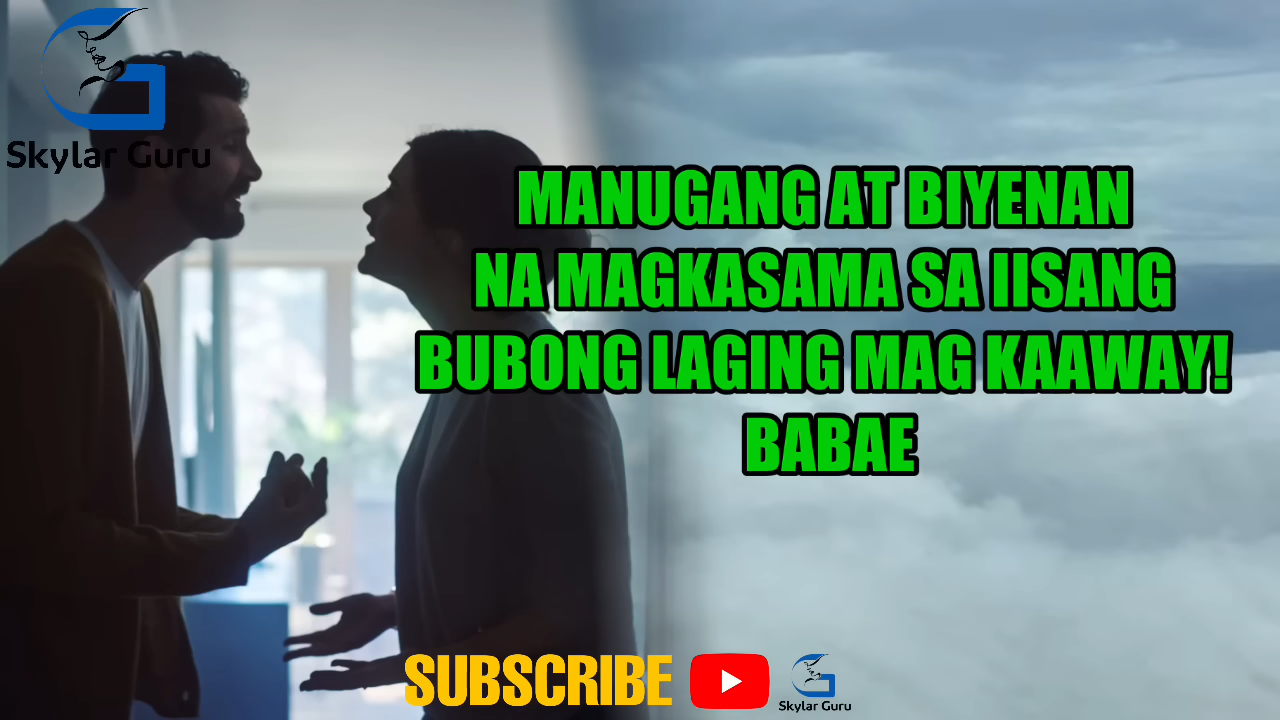 Skylar Guru
MANUGANG AT BIYENAN
NA MAGKASAMA SA IISANG
BUBONG LAGING MAG KAAWAY!
BABAE
SUBSCRIBE
Skylar Guru